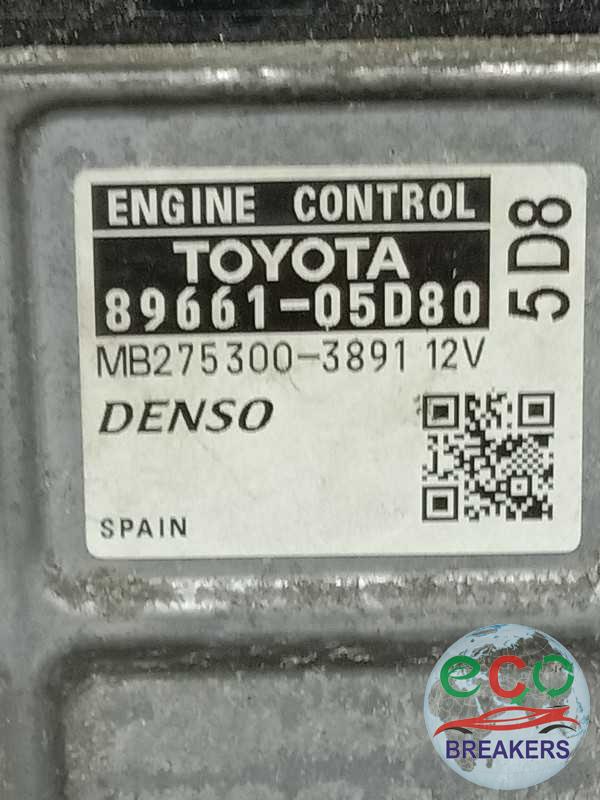 ENGINE CONTROL
TOYOTA
89661-05D80
5D8
MB275300-3891 12V
DENSO
SPAIN
eco
BREAKERS